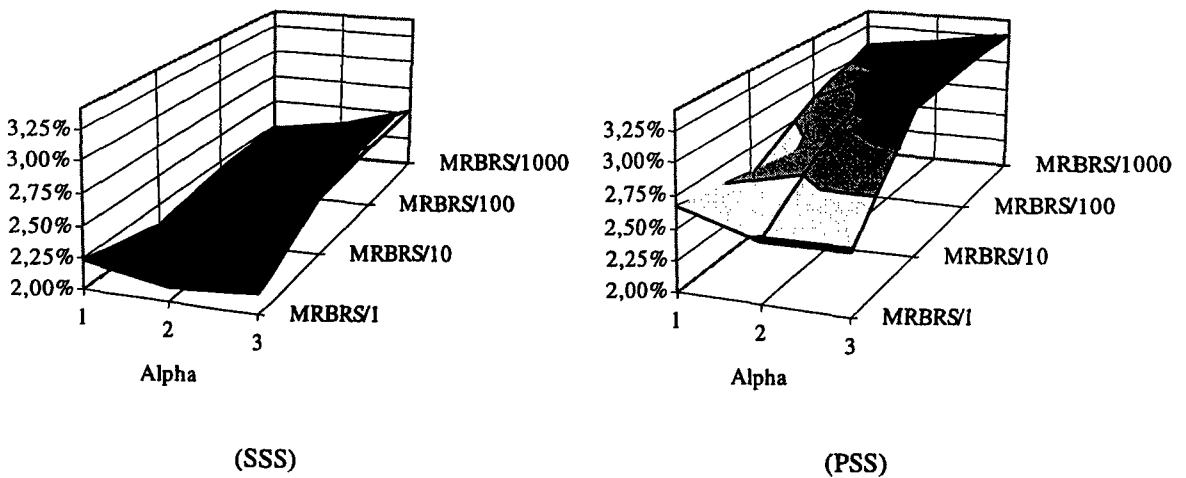 3,25%
3,00%
2,75%
2,50%
2,25%
2,00%
1
2
3
Alpha
MRBRS/1000
MRBRS/100
MRBRS/10
MRBRS/1
(SSS)
3,25%
3,00%
2,75%
2,50%
2,25%
2,00%
1
2
3
Alpha
MRBRS/1000
MRBRS/100
MRBRS/10
MRBRS/1
(PSS)